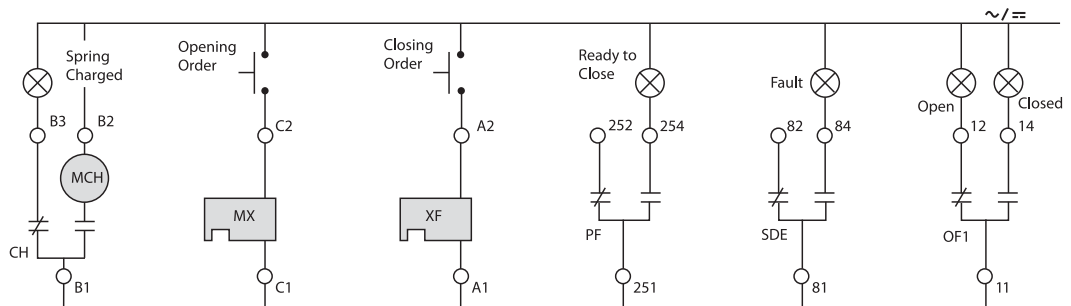 ~/==
Spring
Charged
Opening
Order
Closing
Order
Ready to
Close
Fault
Open
Closed
B3
B2
C2
A2
252
254
82
84
12
14
MCH
MX
XF
CH
PF
SDE
OF1
B1
C1
A1
251
81
11